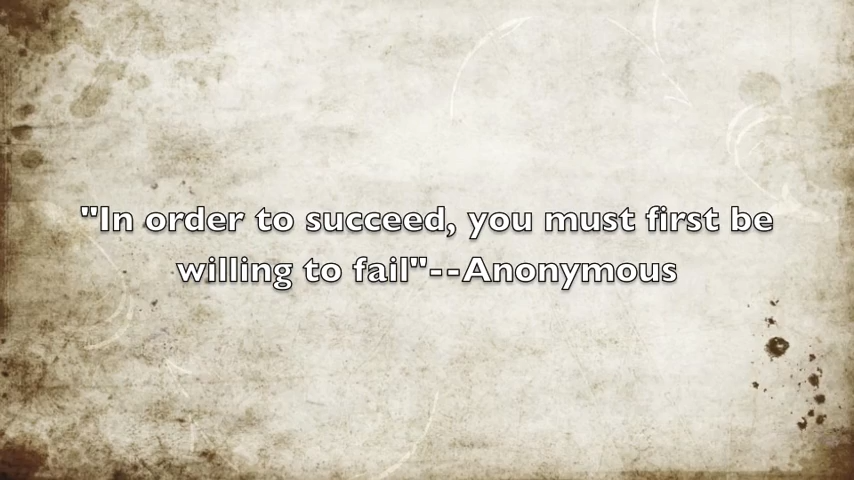 "In order to succeed, you must first be
willing to fail"--Anonymous